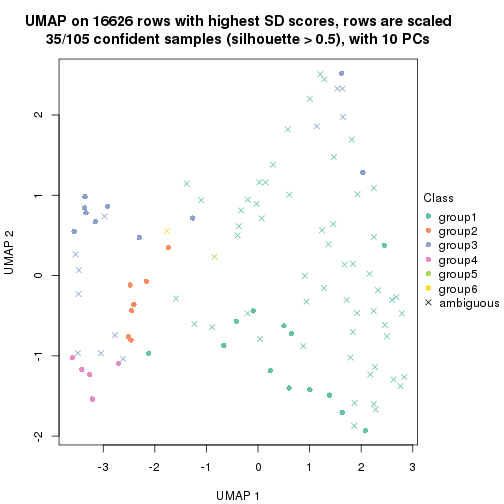 UMAP on 16626 rows with highest SD scores, rows are scaled
35/105 confident samples (silhouette > 0.5), with 10 PCs
Class
group1
group2
group3
group4
group5
group6
ambiguous
UMAP 2
2
1
0
-1
-2
-3
-2
-1
0
1
2
3
UMAP 1